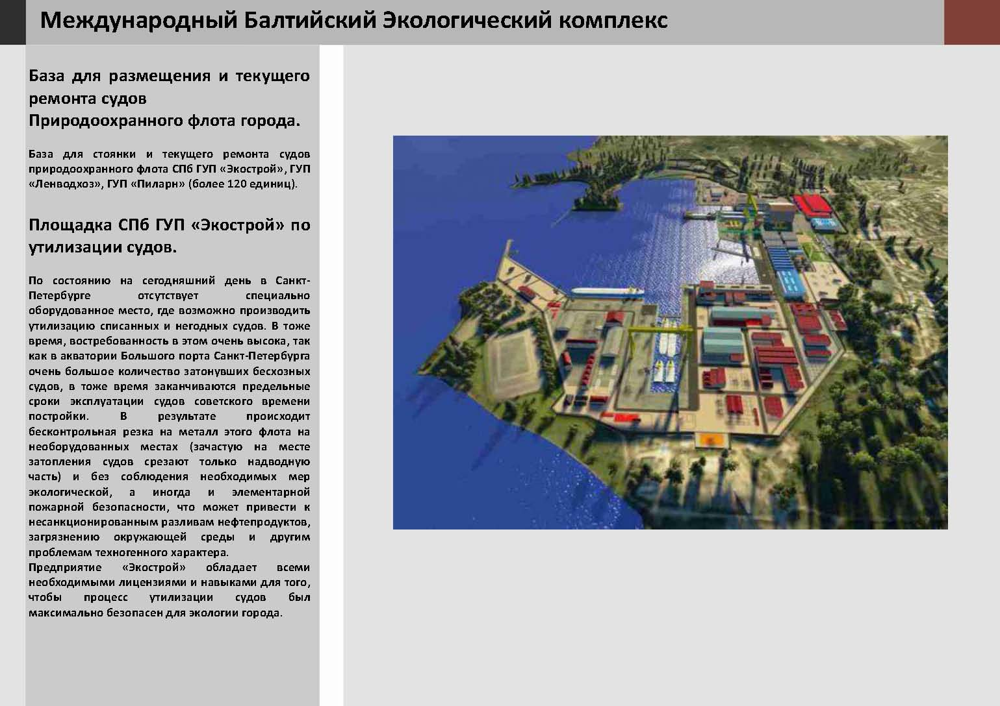 Международный Балтийский Экологический комплекс
База для размещения и текущего
ремонта судов
Природоохранного флота города.
База для стоянки и текущего ремонта судов
природоохранного флота СПб ГУП «Экострой», ГУП
«Ленводхоз», ГУП «Пиларн» (более 120 единиц).
Площадка СПб ГУП «Экострой» по
утилизации судов.
По состоянию на сегодняшний день в Санкт-
Петербурге отсутствует специально
оборудованное место, где возможно производить
утилизацию списанных и негодных судов. В тоже
время, востребованность в этом очень высока, так
как в акватории Большого порта Санкт-Петербурга
очень большое количество затонувших бесхозных
судов, в тоже время заканчиваются предельные
сроки эксплуатации судов советского времени
постройки. В результате происходит
бесконтрольная резка на металл этого флота на
необорудованных местах (зачастую на месте
затопления судов срезают только надводную
часть) и без соблюдения необходимых мер
экологической, а иногда и элементарной
пожарной безопасности, что может привести к
несанкционированным разливам нефтепродуктов,
загрязнению окружающей среды и другим
проблемам техногенного характера.
Предприятие «Экострой» обладает всеми
необходимыми лицензиями и навыками для того,
чтобы процесс утилизации судов был
максимально безопасен для экологии города.